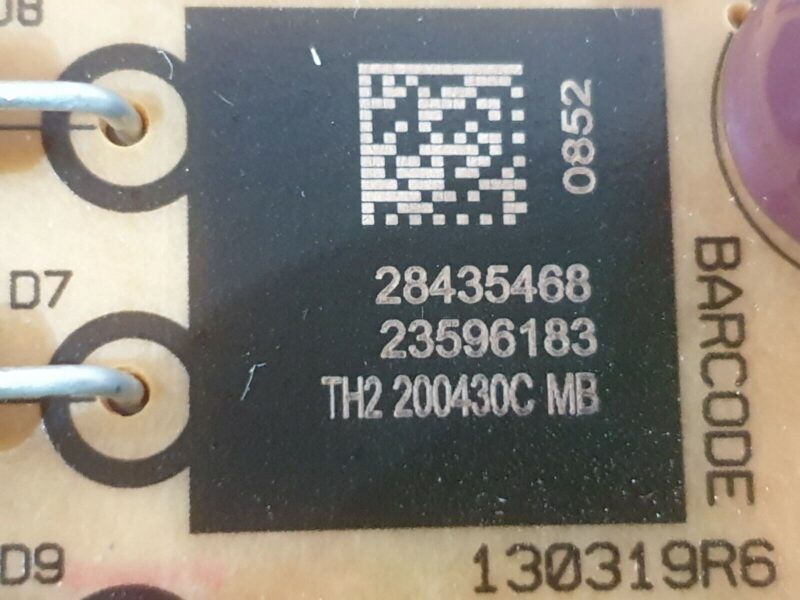 D8
0852
28435468
23596183
TH2 200430C MB
D7
BARCODE
D9
130319R6